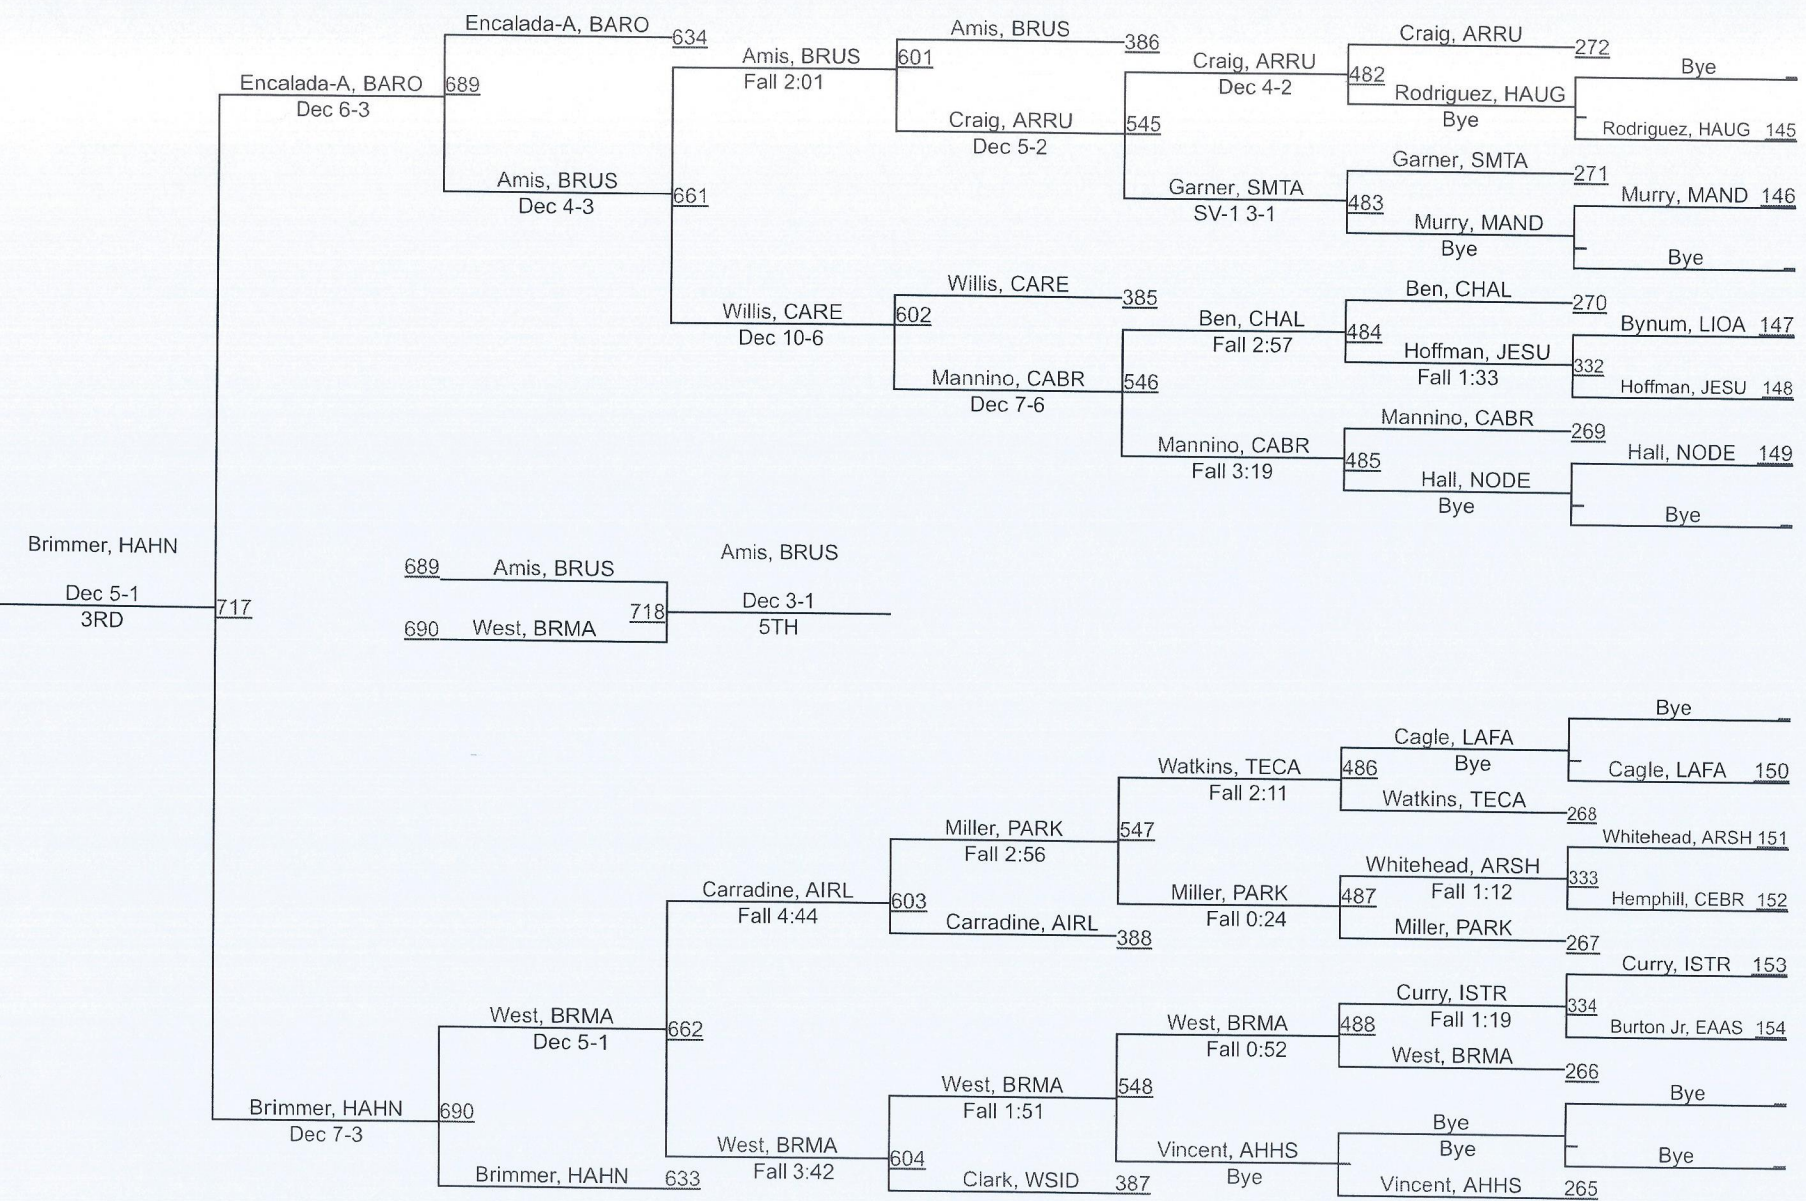 Encalada-A, BARO 634
Encalada-A, BARO
Dec 6-3
689
Amis, BRUS
Dec 4-3
661
Amis, BRUS
Fall 2:01
601
Amis, BRUS 386
Craig, ARRU
Dec 5-2
545
Craig, ARRU
Dec 4-2
482
Craig, ARRU 272
Rodriguez, HAUG
Bye
Bye
Rodriguez, HAUG 145
Garner, SMTA
SV-1 3-1
483
Garner, SMTA 271
Murry, MAND
Bye
Murry, MAND 146
Bye
Willis, CARE
Dec 10-6
602
Willis, CARE 385
Mannino, CABR
Dec 7-6
546
Ben, CHAL
Fall 2:57
484
Ben, CHAL 270
Hoffman, JESU
Fall 1:33
332
Bynum, LIOA 147
Hoffman, JESU 148
Mannino, CABR
Fall 3:19
485
Mannino, CABR 269
Hall, NODE
Bye
Hall, NODE 149
Bye
Brimmer, HAHN
Dec 5-1
3RD
717
689 Amis, BRUS
690 West, BRMA
718
Amis, BRUS
Dec 3-1
5TH
Carradine, AIRL
Fall 4:44
603
Miller, PARK
Fall 2:56
547
Watkins, TECA
Fall 2:11
486
Cagle, LAFA
Bye
Bye
Cagle, LAFA 150
Watkins, TECA 268
Miller, PARK
Fall 0:24
487
Whitehead, ARSH
Fall 1:12
333
Whitehead, ARSH 151
Hemphill, CEBR 152
Miller, PARK 267
Carradine, AIRL 388
West, BRMA
Dec 5-1
662
West, BRMA
Fall 3:42
604
West, BRMA
Fall 1:51
548
West, BRMA
Fall 0:52
488
Curry, ISTR
Fall 1:19
334
Curry, ISTR 153
Burton Jr, EAAS 154
West, BRMA 266
Vincent, AHHS
Bye
Bye
Bye
Bye
Bye
Vincent, AHHS 265
Clark, WSID 387
Brimmer, HAHN
Dec 7-3
690
Brimmer, HAHN 633